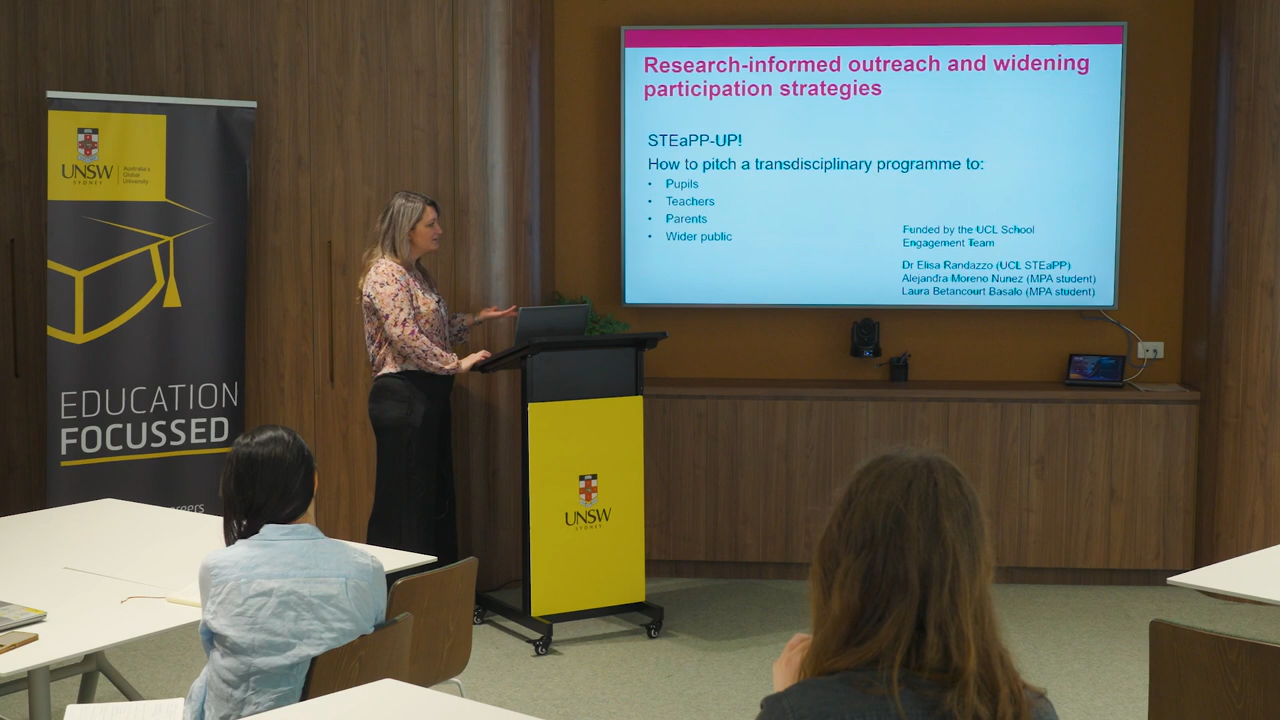 UNSW
SYDNEY
Australia's
Global
University
EDUCATION
FOCUSSED
Research-informed outreach and widening
participation strategies
STEaPP-UP!
How to pitch a transdisciplinary programme to:
• Pupils
• Teachers
• Parents
• Wider public
Funded by the UCL School
Engagement Team
Dr Elisa Randazzo (UCL STEaPP)
Alejandra Moreno Nunez (MPA student)
Laura Betancourt Basalo (MPA student)
UNSW
SYDNEY